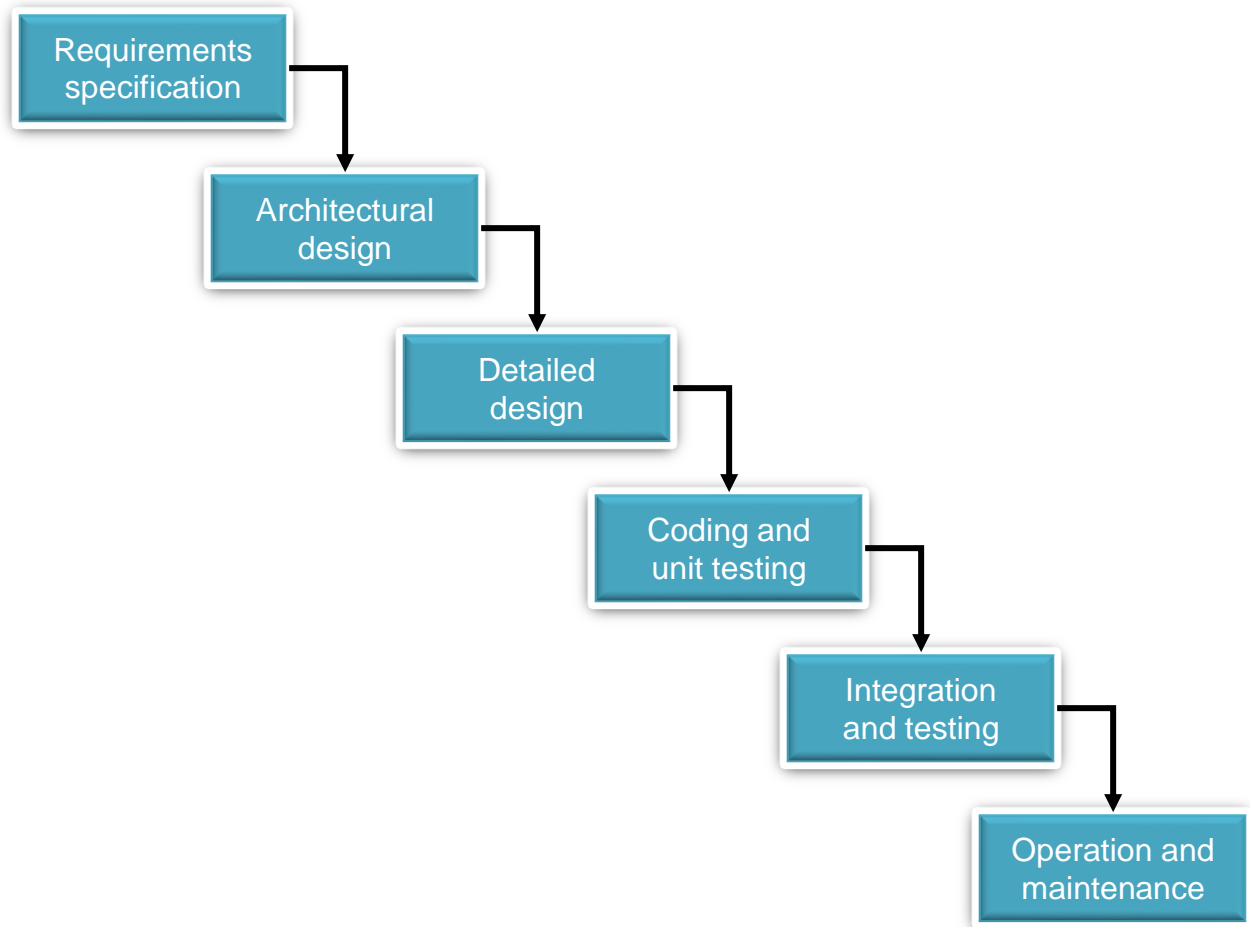 Requirements
specification
Architectural
design
Detailed
design
Coding and
unit testing
Integration
and testing
Operation and
maintenance